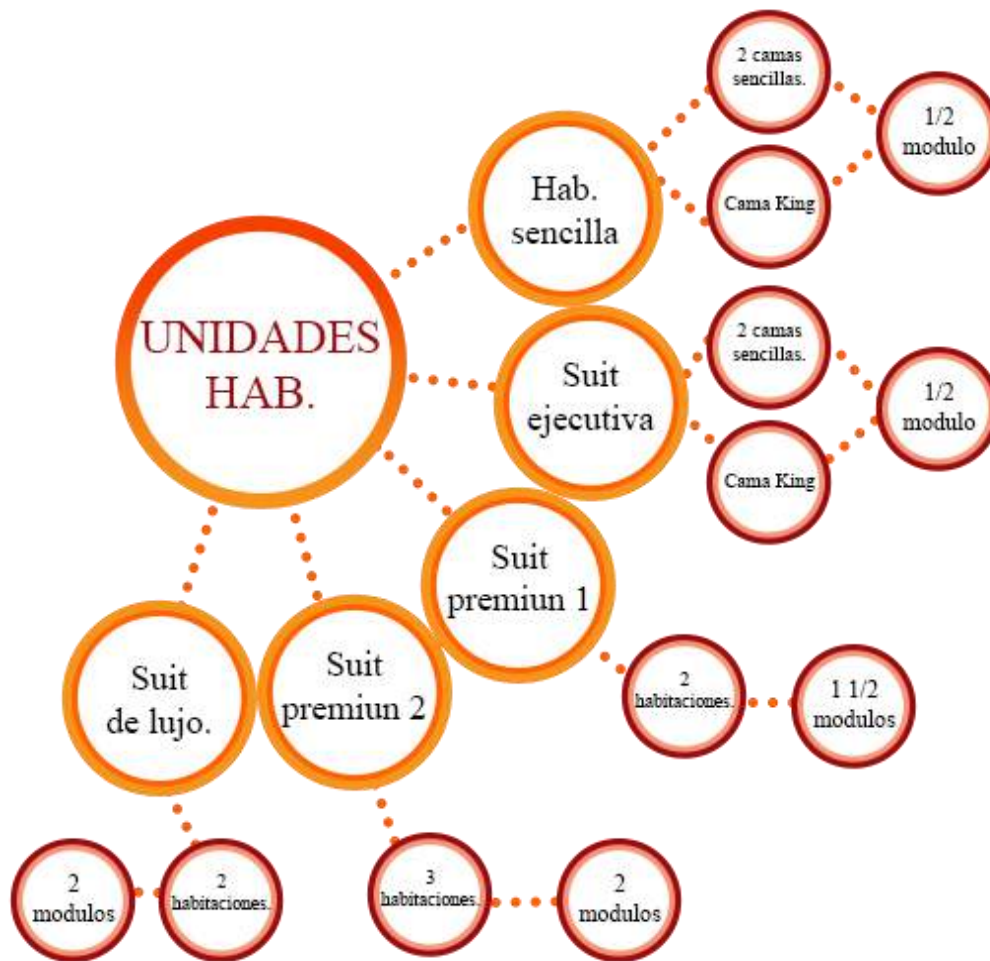 2 camas
sencillas.
1/2
modulo
Hab.
sencilla
Cama King
UNIDADES
HAB.
2 camas
sencillas.
Suit
ejecutiva
1/2
modulo
Cama King
Suit
premiun 1
2
habitaciones.
1 1/2
modulos
Suit
premiun 2
3
habitaciones.
2
modulos
Suit
de lujo.
2
habitaciones.
2
modulos